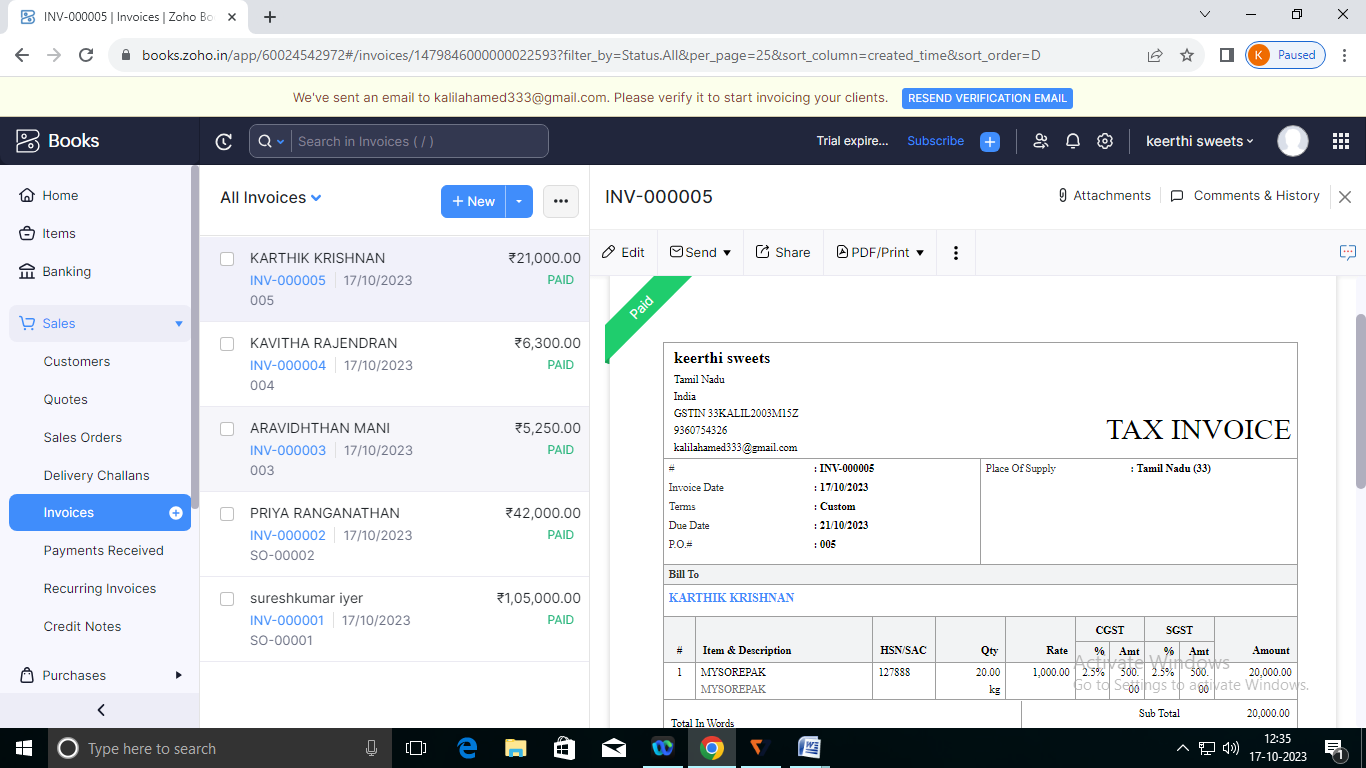 INV-000005 | Invoices | Zoho Bo
books.zoho.in/app/60024542972#/invoices/1479846000000022593?filter_by=Status.All&per_page=25&sort_column=created_time&sort_order=D
K Paused
We've sent an email to kalilahamed333@gmail.com. Please verify it to start invoicing your clients. RESEND VERIFICATION EMAIL
Books
Search in Invoices ( / )
Trial expire... Subscribe
keerthi sweets
Home
Items
Banking
Sales
Customers
Quotes
Sales Orders
Delivery Challans
Invoices
Payments Received
Recurring Invoices
Credit Notes
Purchases
All Invoices
+ New
KARTHIK KRISHNAN ₹21,000.00
INV-000005 17/10/2023 PAID
005
KAVITHA RAJENDRAN ₹6,300.00
INV-000004 17/10/2023 PAID
004
ARAVIDHTHAN MANI ₹5,250.00
INV-000003 17/10/2023 PAID
003
PRIYA RANGANATHAN ₹42,000.00
INV-000002 17/10/2023 PAID
SO-00002
sureshkumar iyer ₹1,05,000.00
INV-000001 17/10/2023 PAID
SO-00001
INV-000005
Attachments Comments & History
Edit Send Share PDF/Print
Paid
keerthi sweets
Tamil Nadu
India
GSTIN 33KALIL2003M15Z
9360754326
kalilahamed333@gmail.com
TAX INVOICE
# : INV-000005 Place Of Supply : Tamil Nadu (33)
Invoice Date : 17/10/2023
Terms : Custom
Due Date : 21/10/2023
P.O.# : 005
Bill To
KARTHIK KRISHNAN
CGST SGST
# Item & Description HSN/SAC Qty Rate % Amt % Amt Amount
1 MYSOREPAK 127888 20.00 1,000.00 2.5% 500. 2.5% 500. 20,000.00
MYSOREPAK kg 00 00
Sub Total 20,000.00
Total In Words
Activate Windows
Go to Settings to activate Windows.
Type here to search
12:35
17-10-2023
1